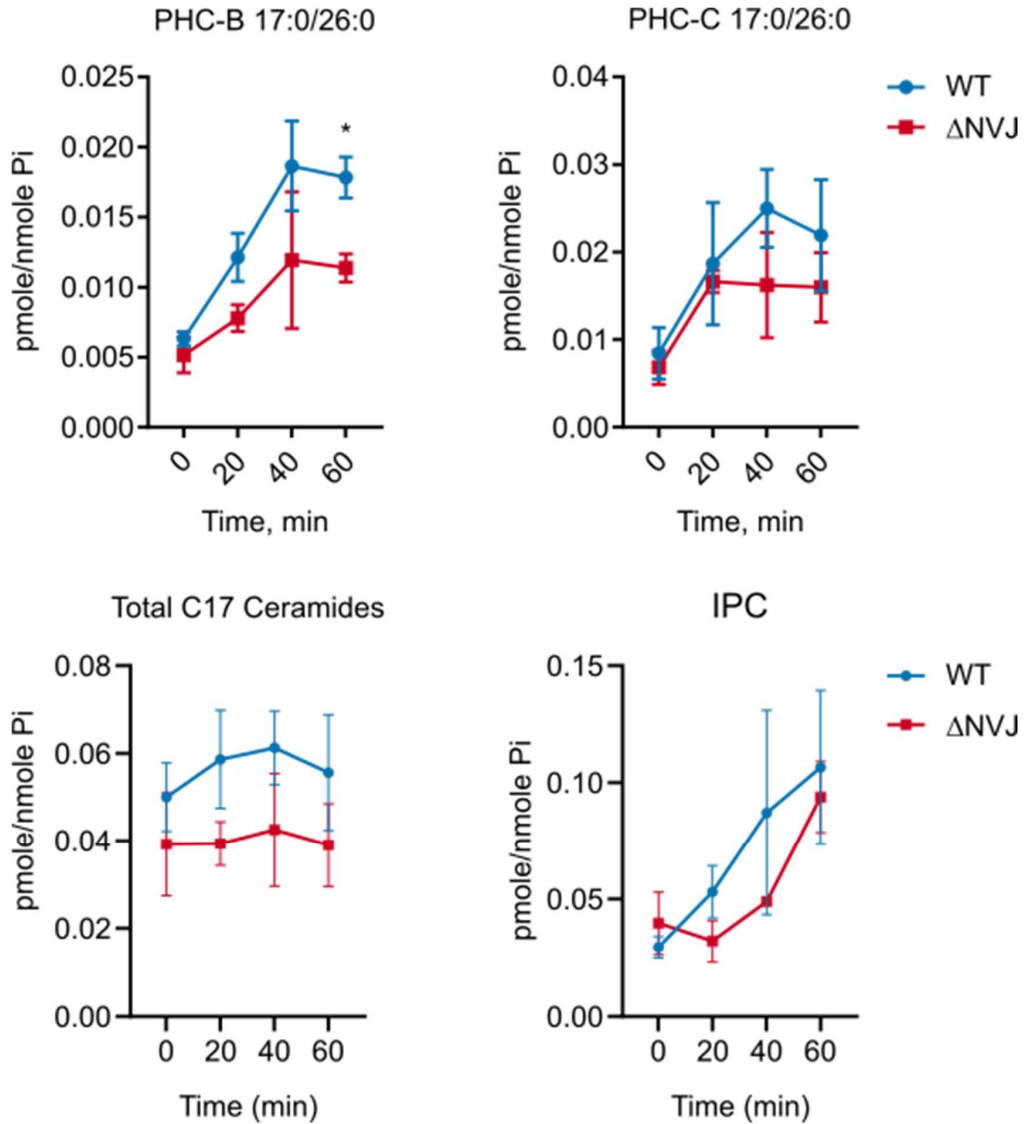 PHC-B 17:0/26:0
pmole/nmole Pi
0.025
0.020
0.015
0.010
0.005
0.000
*
0 20 40 60
Time, min
PHC-C 17:0/26:0
pmole/nmole Pi
0.04
0.03
0.02
0.01
0.00
0 20 40 60
Time, min
WT
ΔNVJ
Total C17 Ceramides
pmole/nmole Pi
0.08
0.06
0.04
0.02
0.00
0 20 40 60
Time (min)
IPC
pmole/nmole Pi
0.15
0.10
0.05
0.00
0 20 40 60
Time (min)
WT
ΔNVJ